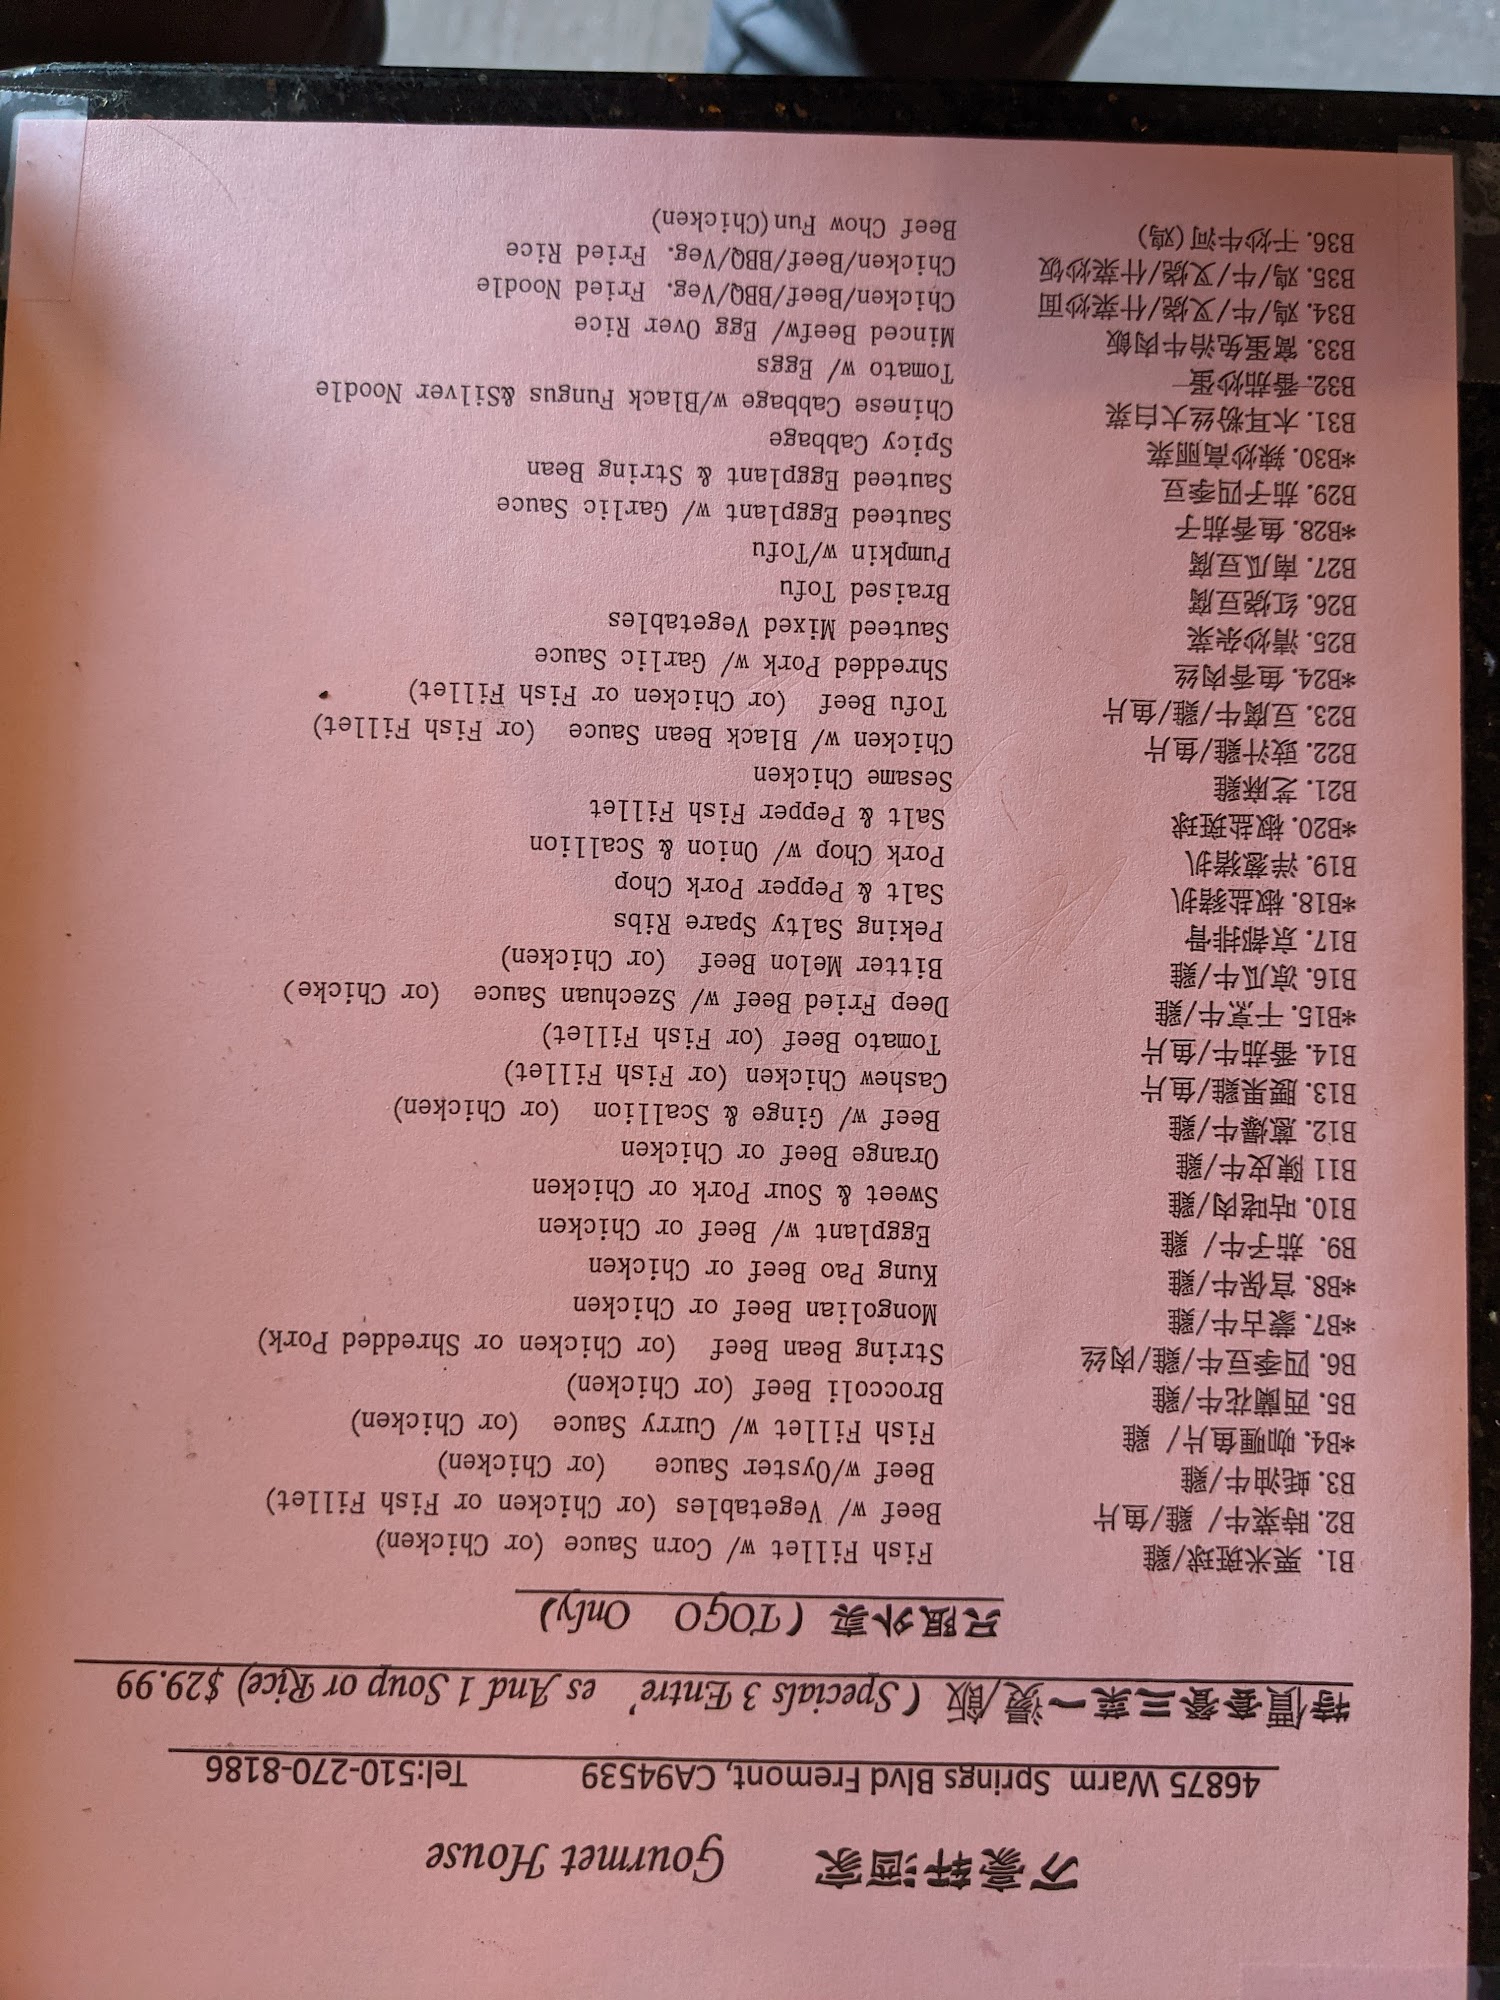 万豪軒酒家 Gourmet House
46875 Warm Springs Blvd Fremont, CA94539 Tel:510-270-8186
特價套餐三菜一湯/飯 (Specials 3 Entre’ es And 1 Soup or Rice) $29.99
只限外卖 (TOGO Only)
B1. 粟米斑球/雞 Fish Fillet w/ Corn Sauce (or Chicken)
B2. 時菜牛/ 雞/鱼片 Beef w/ Vegetables (or Chicken or Fish Fillet)
B3. 蚝油牛/雞 Beef w/Oyster Sauce (or Chicken)
*B4. 咖喱鱼片/ 雞 Fish Fillet w/ Curry Sauce (or Chicken)
B5. 西蘭花牛/雞 Broccoli Beef (or Chicken)
B6. 四季豆牛/雞/肉丝 String Bean Beef (or Chicken or Shredded Pork)
*B7. 蒙古牛/雞 Mongolian Beef or Chicken
*B8. 宫保牛/雞 Kung Pao Beef or Chicken
B9. 茄子牛/ 雞 Eggplant w/ Beef or Chicken
B10. 咕咾肉/雞 Sweet & Sour Pork or Chicken
B11 陳皮牛/雞 Orange Beef or Chicken
B12. 葱爆牛/雞 Beef w/ Ginge & Scallion (or Chicken)
B13. 腰果雞/鱼片 Cashew Chicken (or Fish Fillet)
B14. 番茄牛/鱼片 Tomato Beef (or Fish Fillet)
*B15. 干烹牛/雞 Deep Fried Beef w/ Szechuan Sauce (or Chicke)
B16. 凉瓜牛/雞 Bitter Melon Beef (or Chicken)
B17. 京都排骨 Peking Salty Spare Ribs
*B18. 椒盐豬扒 Salt & Pepper Pork Chop
B19. 洋葱豬扒 Pork Chop w/ Onion & Scallion
*B20. 椒盐斑球 Salt & Pepper Fish Fillet
B21. 芝麻雞 Sesame Chicken
B22. 豉汁雞/鱼片 Chicken w/ Black Bean Sauce (or Fish Fillet)
B23. 豆腐牛/雞/鱼片 Tofu Beef (or Chicken or Fish Fillet)
*B24. 鱼香肉丝 Shredded Pork w/ Garlic Sauce
B25. 清炒杂菜 Sauteed Mixed Vegetables
B26. 红烧豆腐 Braised Tofu
B27. 南瓜豆腐 Pumpkin w/Tofu
*B28. 鱼香茄子 Sauteed Eggplant w/ Garlic Sauce
B29. 茄子四季豆 Sauteed Eggplant & String Bean
*B30. 辣炒高丽菜 Spicy Cabbage
B31. 木耳粉丝大白菜 Chinese Cabbage w/Black Fungus &Silver Noodle
B32. 番茄炒蛋 Tomato w/ Eggs
B33. 窩蛋免治牛肉飯 Minced Beefw/ Egg Over Rice
B34. 鸡/牛/叉烧/什菜炒面 Chicken/Beef/BBQ/Veg. Fried Noodle
B35. 鸡/牛/叉烧/什菜炒饭 Chicken/Beef/BBQ/Veg. Fried Rice
B36. 干炒牛河(鸡) Beef Chow Fun(Chicken)